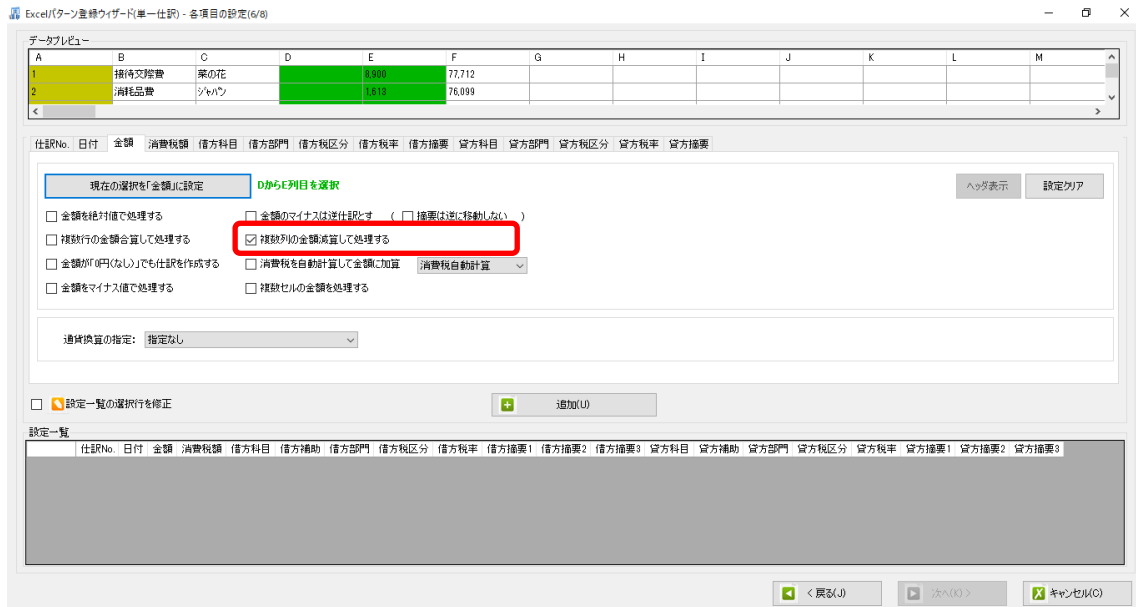 Excelパターン登録ウィザード(単一仕訳) - 各項目の設定(6/8)
データプレビュー
A B C D E F G H I J K L M
1 接待交際費 菜の花 8,900 77,712
2 消耗品費 ジャパン 1,613 76,099
仕訳No. 日付 金額 消費税額 借方科目 借方部門 借方税区分 借方税率 借方摘要 貸方科目 貸方部門 貸方税区分 貸方税率 貸方摘要
現在の選択を「金額」に設定 DからE列目を選択 ヘッダ表示 設定クリア
金額を絶対値で処理する 金額のマイナスは逆仕訳とす ( 摘要は逆に移動しない )
複数行の金額合算して処理する 複数列の金額減算して処理する
金額が「0円(なし)」でも仕訳を作成する 消費税を自動計算して金額に加算 消費税自動計算
金額をマイナス値で処理する 複数セルの金額を処理する
通貨換算の指定: 指定なし
設定一覧の選択行を修正 追加(U)
設定一覧
仕訳No. 日付 金額 消費税額 借方科目 借方補助 借方部門 借方税区分 借方税率 借方摘要1 借方摘要2 借方摘要3 貸方科目 貸方補助 貸方部門 貸方税区分 貸方税率 貸方摘要1 貸方摘要2 貸方摘要3
< 戻る(J) 次へ(K) > キャンセル(C)